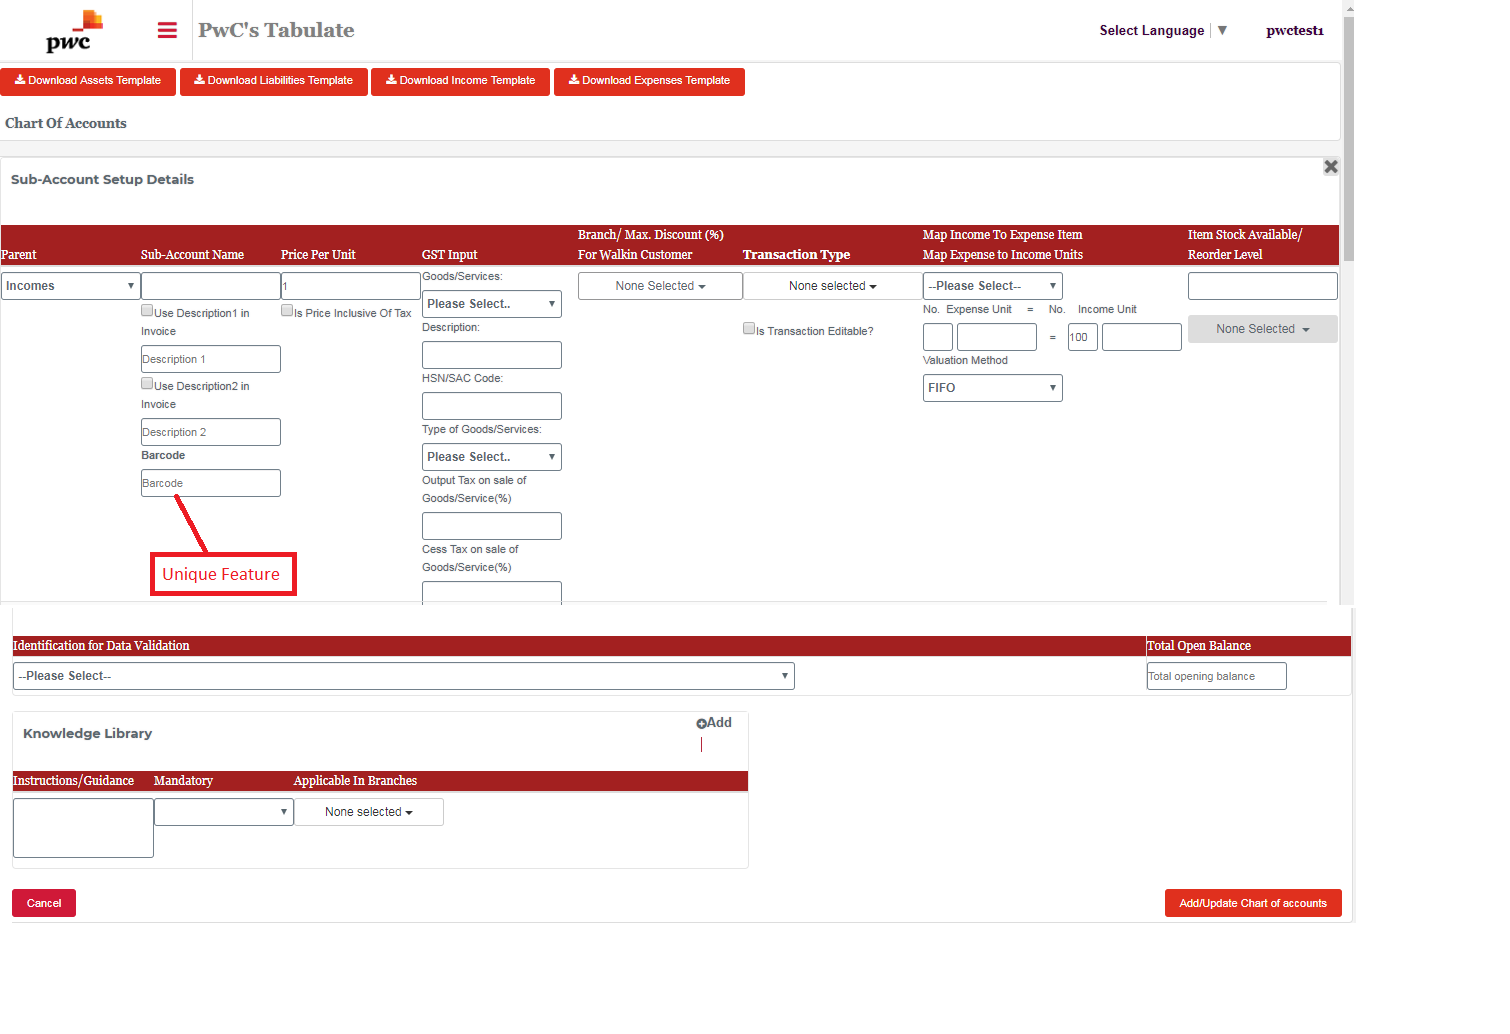 pwc
PwC's Tabulate
Select Language ▼
pwctest1
Download Assets Template
Download Liabilities Template
Download Income Template
Download Expenses Template
Chart Of Accounts
Sub-Account Setup Details
Parent
Sub-Account Name
Price Per Unit
GST Input
Branch/ Max. Discount (%)
For Walkin Customer
Transaction Type
Map Income To Expense Item
Map Expense to Income Units
Item Stock Available/
Reorder Level
Incomes
Use Description1 in
Invoice
Description 1
Use Description2 in
Invoice
Description 2
Barcode
Barcode
Unique Feature
1
Is Price Inclusive Of Tax
Goods/Services:
Please Select..
Description:
HSN/SAC Code:
Type of Goods/Services:
Please Select..
Output Tax on sale of
Goods/Service(%)
Cess Tax on sale of
Goods/Service(%)
None Selected
None selected
Is Transaction Editable?
--Please Select--
No. Expense Unit = No. Income Unit
= 100
Valuation Method
FIFO
None Selected
Identification for Data Validation
Total Open Balance
--Please Select--
Total opening balance
Knowledge Library
Add
Instructions/Guidance
Mandatory
Applicable In Branches
None selected
Cancel
Add/Update Chart of accounts